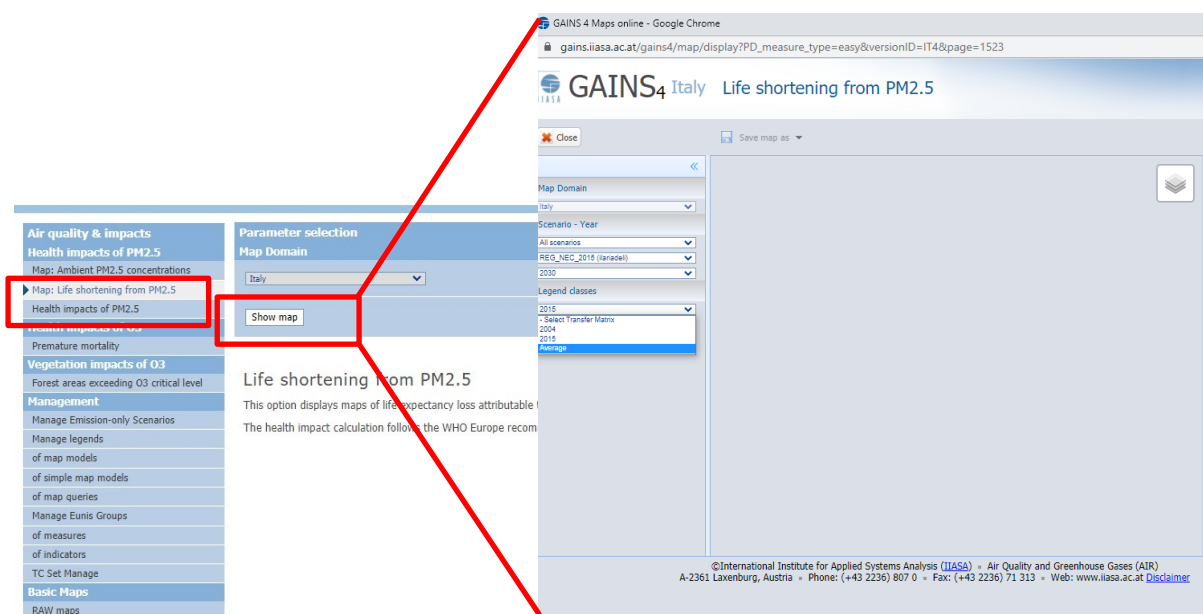 Air quality & impacts
Health impacts of PM2.5
Map: Ambient PM2.5 concentrations
Map: Life shortening from PM2.5
Health impacts of PM2.5
Health impacts of O3
Premature mortality
Vegetation impacts of O3
Forest areas exceeding O3 critical level
Management
Manage Emission-only Scenarios
Manage legends
of map models
of simple map models
of map queries
Manage Eunis Groups
of measures
of indicators
TC Set Manage
Basic Maps
RAW maps
Parameter selection
Map Domain
Italy
Show map
Life shortening from PM2.5
This option displays maps of life expectancy loss attributable
The health impact calculation follows the WHO Europe recom
GAINS 4 Maps online - Google Chrome
gains.iiasa.ac.at/gains4/map/display?PD_measure_type=easy&versionID=IT4&page=1523
IIASA
GAINS4 Italy Life shortening from PM2.5
Close
Save map as
«
Map Domain
Italy
Scenario - Year
All scenarios
REG_NEC_2015 (ilariadeli)
2030
Legend classes
2015
- Select Transfer Matrix
2004
2015
Average
©International Institute for Applied Systems Analysis (IIASA) • Air Quality and Greenhouse Gases (AIR)
A-2361 Laxenburg, Austria • Phone: (+43 2236) 807 0 • Fax: (+43 2236) 71 313 • Web: www.iiasa.ac.at Disclaimer